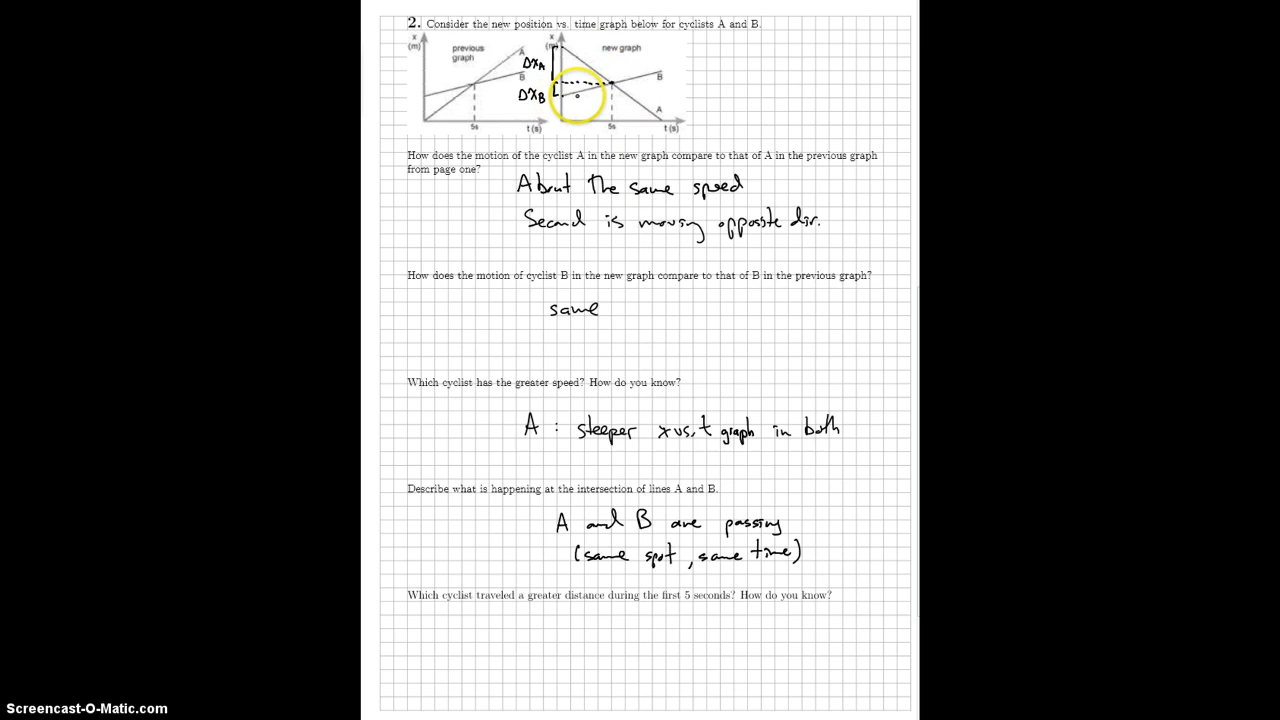 2. Consider the new position vs. time graph below for cyclists A and B.
x
(m)
previous
graph
A
B
5s
t (s)
x
(m)
new graph
ΔxA
ΔxB
B
A
5s
t (s)
How does the motion of the cyclist A in the new graph compare to that of A in the previous graph
from page one?
About the same speed
Second is moving opposite dir.
How does the motion of cyclist B in the new graph compare to that of B in the previous graph?
same
Which cyclist has the greater speed? How do you know?
A : steeper x vs. t graph in both
Describe what is happening at the intersection of lines A and B.
A and B are passing
(same spot, same time)
Which cyclist traveled a greater distance during the first 5 seconds? How do you know?
Screencast-O-Matic.com